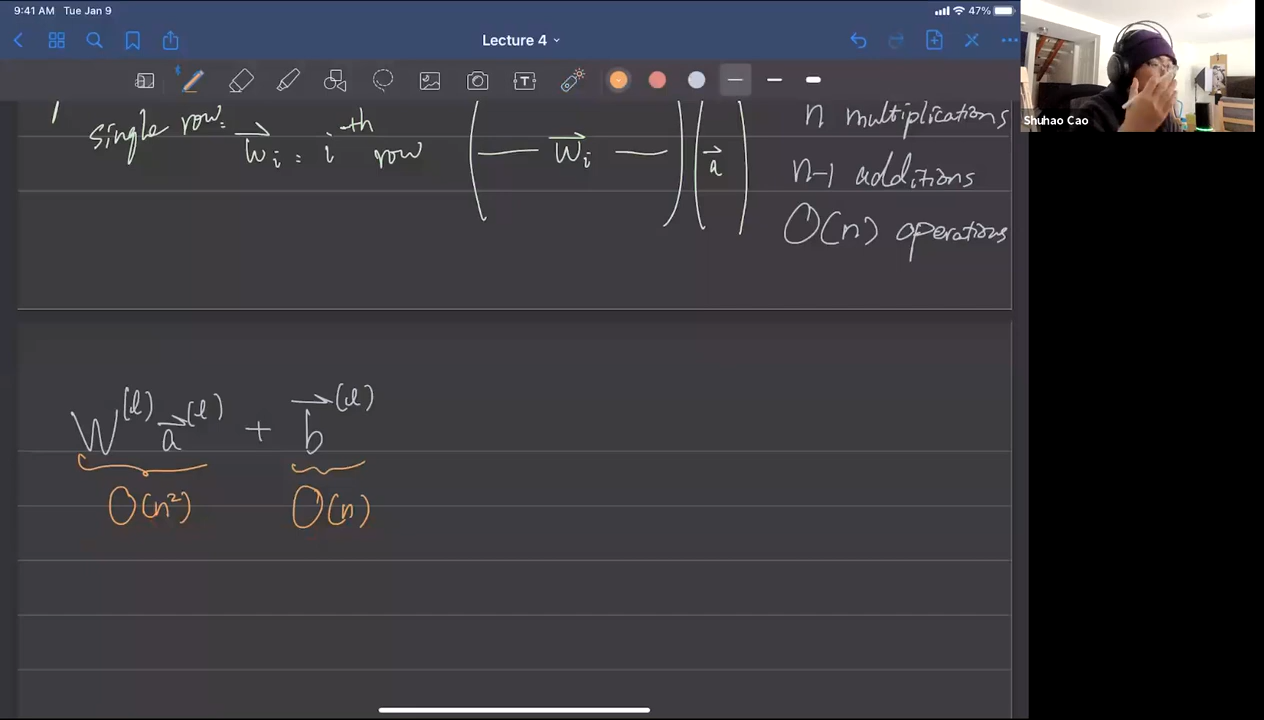 9:41 AM Tue Jan 9
47%
Lecture 4
Shuhao Cao
single row: w⃗ᵢ : iᵗʰ row
w⃗ᵢ a⃗
n multiplications
n-1 additions
O(n) operations
W⁽ˡ⁾ a⃗⁽ˡ⁾ + b⃗⁽ˡ⁾
O(n²) O(n)